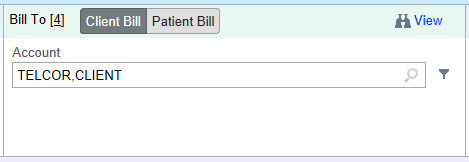 Bill To [4] Client Bill Patient Bill View
Account
TELCOR,CLIENT